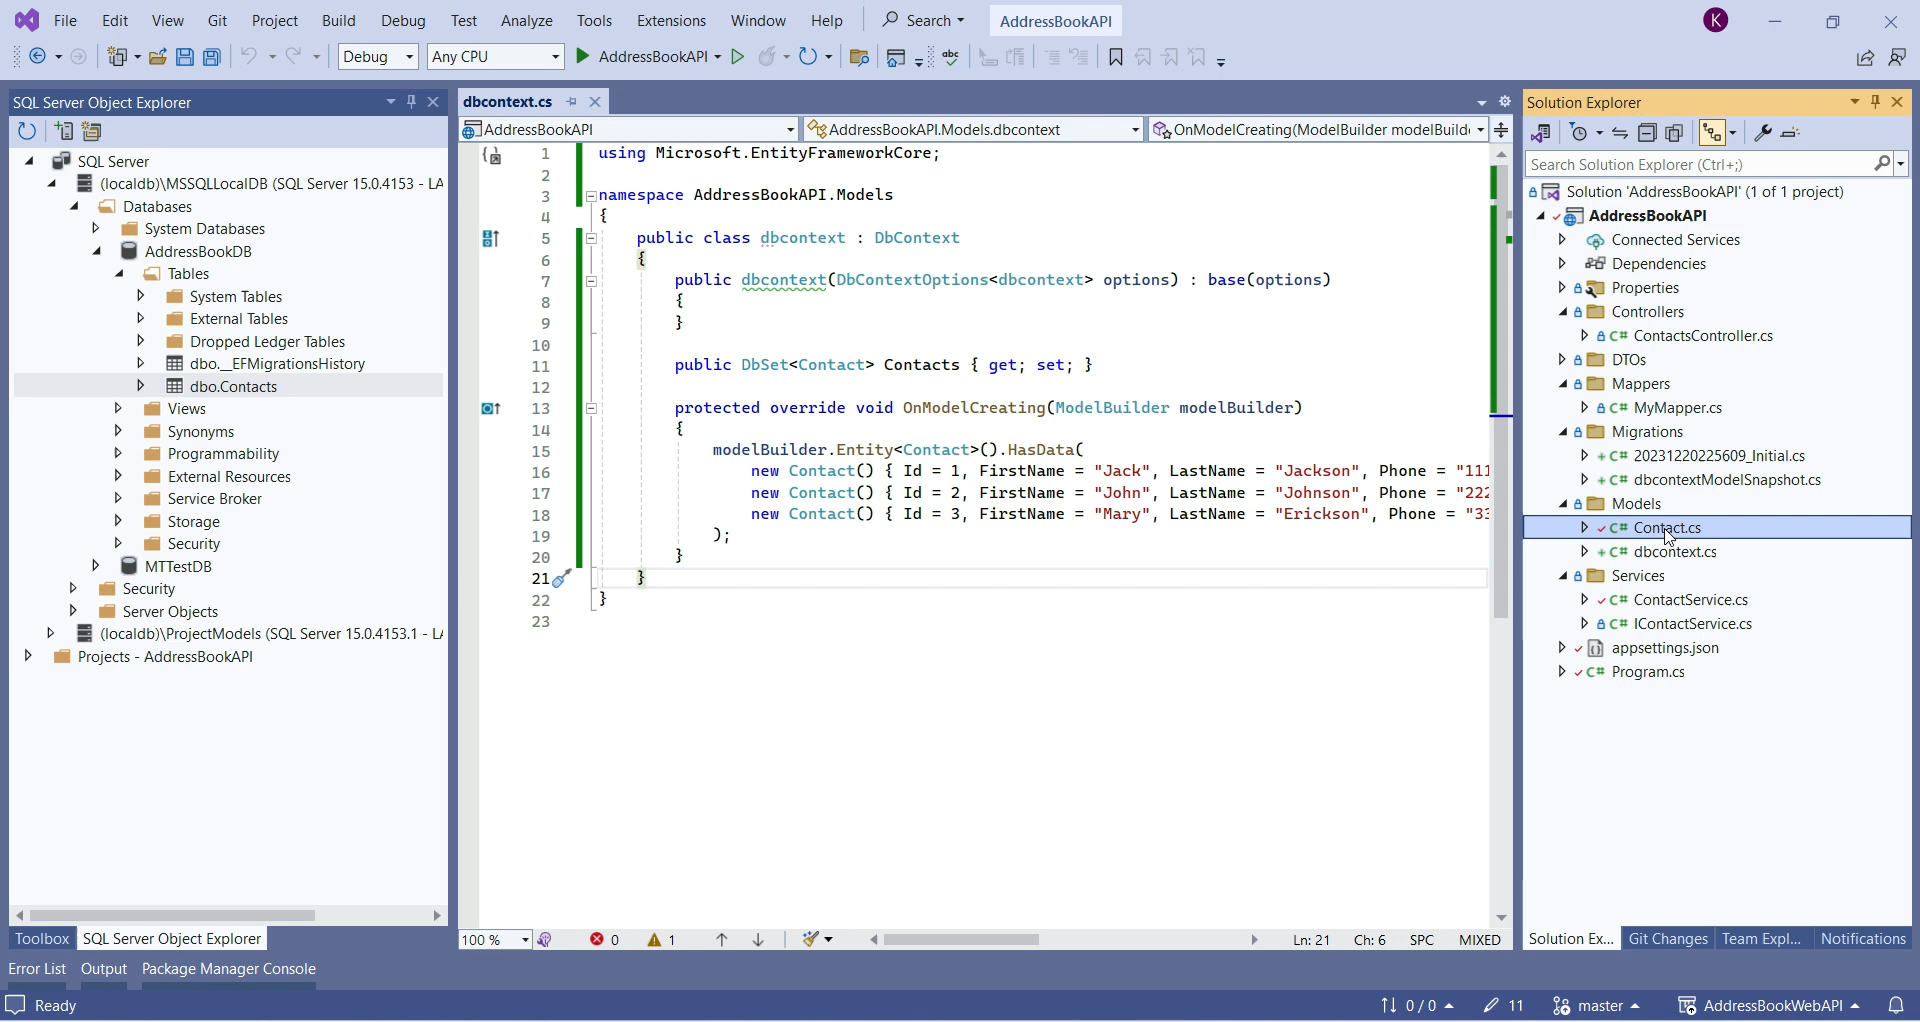 File Edit View Git Project Build Debug Test Analyze Tools Extensions Window Help Search AddressBookAPI K
Debug Any CPU AddressBookAPI
SQL Server Object Explorer
SQL Server
(localdb)\MSSQLLocalDB (SQL Server 15.0.4153 - LA
Databases
System Databases
AddressBookDB
Tables
System Tables
External Tables
Dropped Ledger Tables
dbo.__EFMigrationsHistory
dbo.Contacts
Views
Synonyms
Programmability
External Resources
Service Broker
Storage
Security
MTTestDB
Security
Server Objects
(localdb)\ProjectModels (SQL Server 15.0.4153.1 - LA
Projects - AddressBookAPI
Toolbox SQL Server Object Explorer
dbcontext.cs
AddressBookAPI AddressBookAPI.Models.dbcontext OnModelCreating(ModelBuilder modelBuild
1 using Microsoft.EntityFrameworkCore;
2
3 namespace AddressBookAPI.Models
4 {
5 public class dbcontext : DbContext
6 {
7 public dbcontext(DbContextOptions<dbcontext> options) : base(options)
8 {
9 }
10
11 public DbSet<Contact> Contacts { get; set; }
12
13 protected override void OnModelCreating(ModelBuilder modelBuilder)
14 {
15 modelBuilder.Entity<Contact>().HasData(
16 new Contact() { Id = 1, FirstName = "Jack", LastName = "Jackson", Phone = "111
17 new Contact() { Id = 2, FirstName = "John", LastName = "Johnson", Phone = "222
18 new Contact() { Id = 3, FirstName = "Mary", LastName = "Erickson", Phone = "33
19 );
20 }
21 }
22 }
23
100 % 0 1 Ln: 21 Ch: 6 SPC MIXED
Solution Explorer
Search Solution Explorer (Ctrl+;)
Solution 'AddressBookAPI' (1 of 1 project)
AddressBookAPI
Connected Services
Dependencies
Properties
Controllers
C# ContactsController.cs
DTOs
Mappers
C# MyMapper.cs
Migrations
C# 20231220225609_Initial.cs
C# dbcontextModelSnapshot.cs
Models
C# Contact.cs
C# dbcontext.cs
Services
C# ContactService.cs
C# IContactService.cs
appsettings.json
C# Program.cs
Solution Ex... Git Changes Team Expl... Notifications
Error List Output Package Manager Console
Ready 0 / 0 11 master AddressBookWebAPI